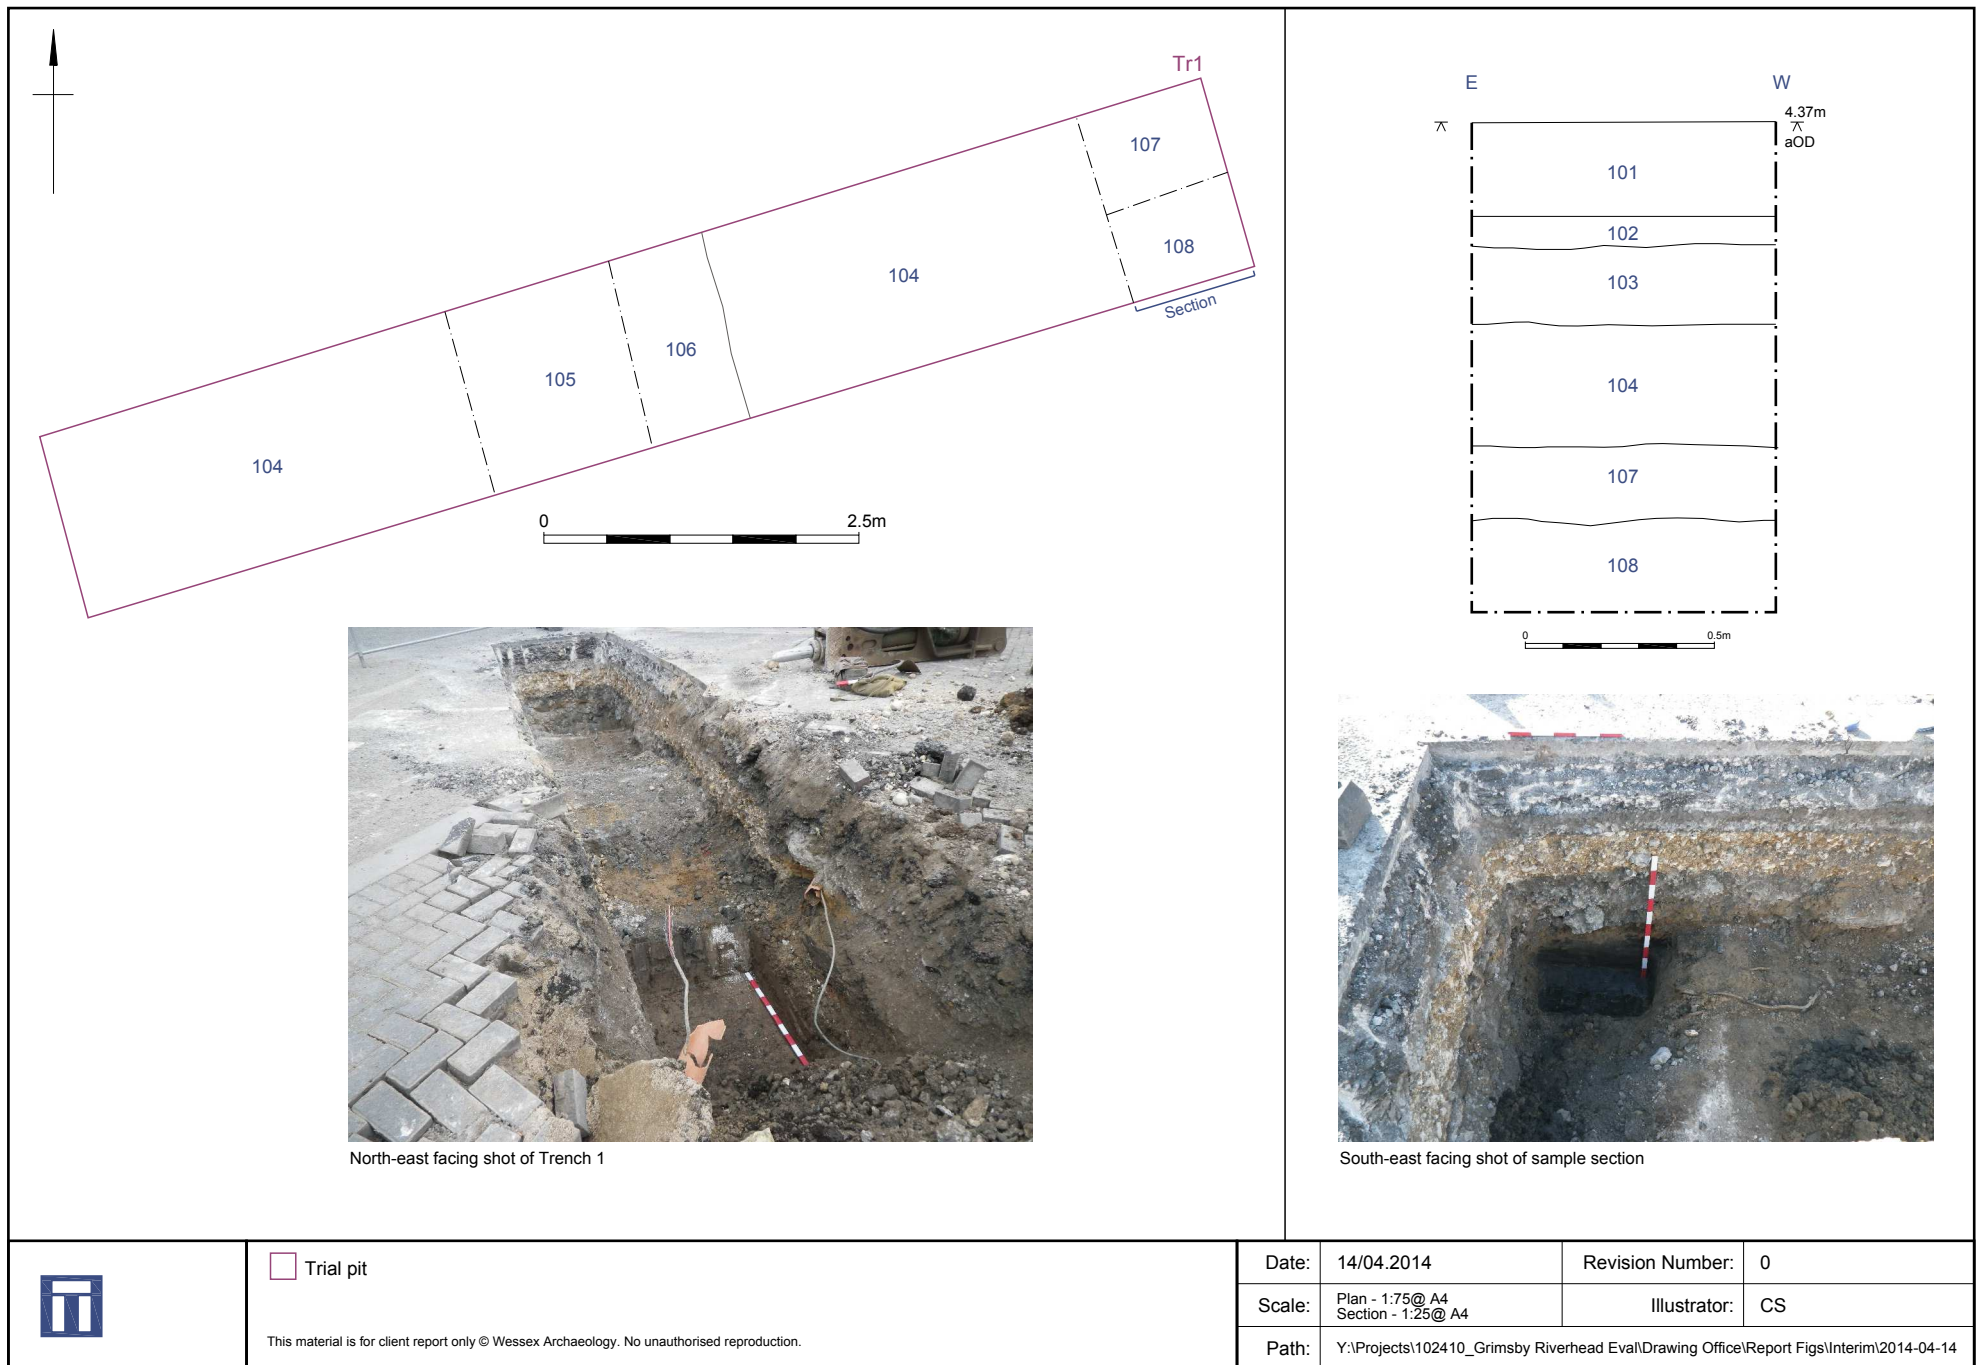 Tr1
107
108
104
Section
106
105
104
0 2.5m
North-east facing shot of Trench 1
E W
4.37m
aOD
101
102
103
104
107
108
0 0.5m
South-east facing shot of sample section
Trial pit
This material is for client report only © Wessex Archaeology. No unauthorised reproduction.
Date: 14/04.2014 Revision Number: 0
Scale: Plan - 1:75@ A4
Section - 1:25@ A4
Illustrator: CS
Path: Y:\Projects\102410_Grimsby Riverhead Eval\Drawing Office\Report Figs\Interim\2014-04-14